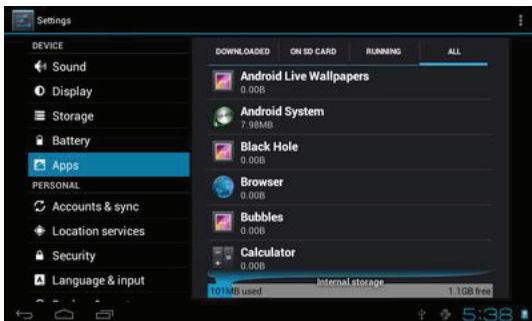 Settings
DEVICE
Sound
Display
Storage
Battery
Apps
PERSONAL
Accounts & sync
Location services
Security
Language & input
DOWNLOADED ON SD CARD RUNNING ALL
Android Live Wallpapers
0.00B
Android System
7.98MB
Black Hole
0.00B
Browser
0.00B
Bubbles
0.00B
Calculator
0.00B
Internal storage
101MB used 1.1GB free
5:38